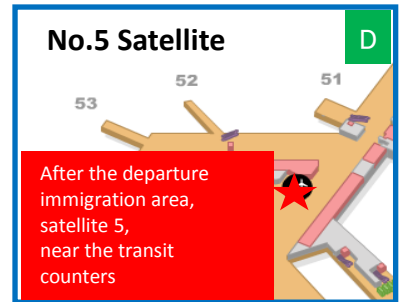 No.5 Satellite
D
52
51
53
After the departure
immigration area,
satellite 5,
near the transit
counters